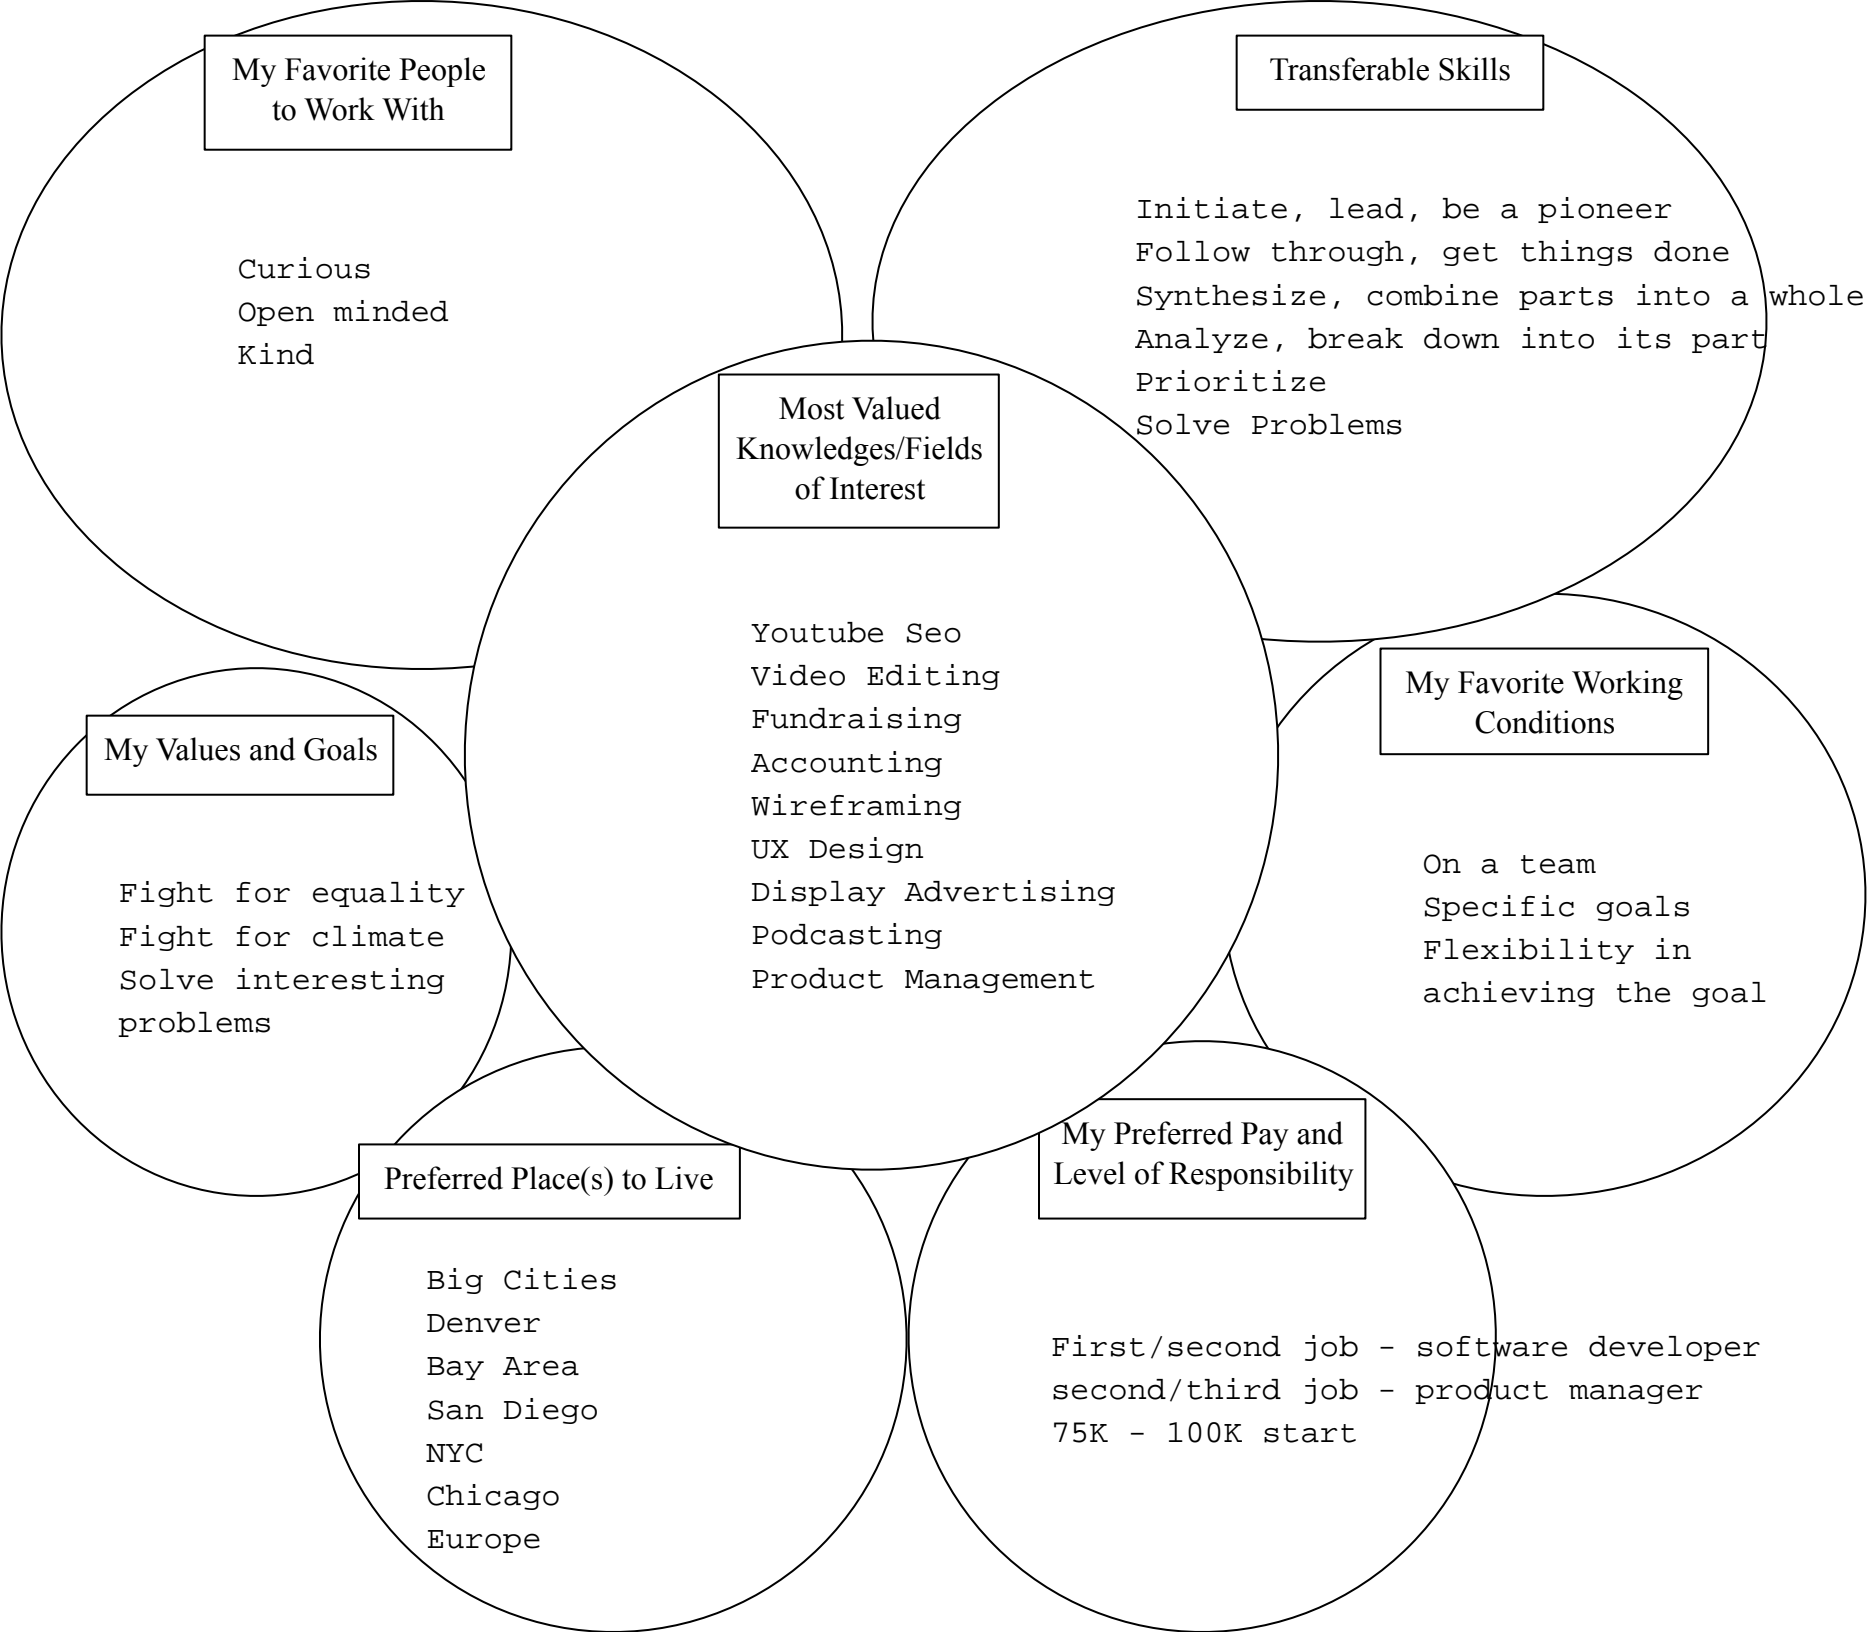 My Favorite People
to Work With
Curious
Open minded
Kind
Transferable Skills
Initiate, lead, be a pioneer
Follow through, get things done
Synthesize, combine parts into a whole
Analyze, break down into its part
Prioritize
Solve Problems
Most Valued
Knowledges/Fields
of Interest
Youtube Seo
Video Editing
Fundraising
Accounting
Wireframing
UX Design
Display Advertising
Podcasting
Product Management
My Values and Goals
Fight for equality
Fight for climate
Solve interesting
problems
My Favorite Working
Conditions
On a team
Specific goals
Flexibility in
achieving the goal
Preferred Place(s) to Live
Big Cities
Denver
Bay Area
San Diego
NYC
Chicago
Europe
My Preferred Pay and
Level of Responsibility
First/second job - software developer
second/third job - product manager
75K - 100K start